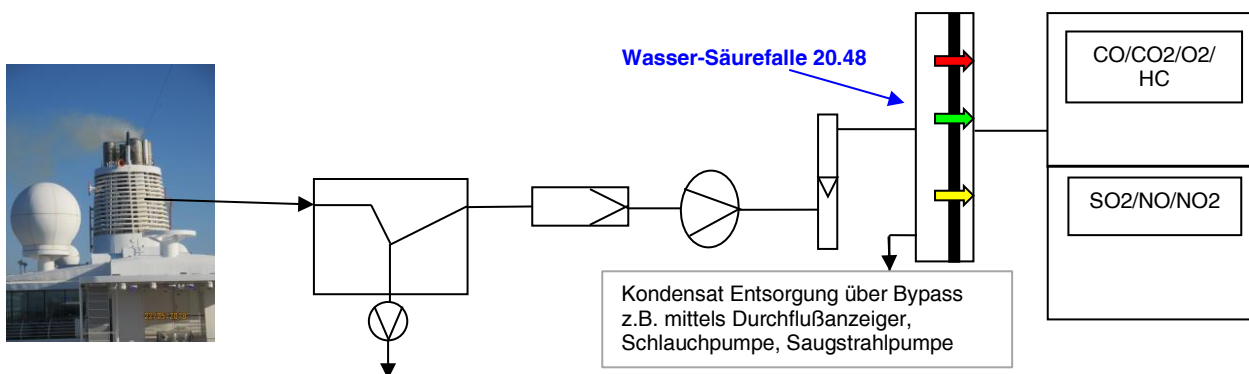 Wasser-Säurefalle 20.48
CO/CO2/O2/
HC
SO2/NO/NO2
Kondensat Entsorgung über Bypass
z.B. mittels Durchflußanzeiger,
Schlauchpumpe, Saugstrahlpumpe